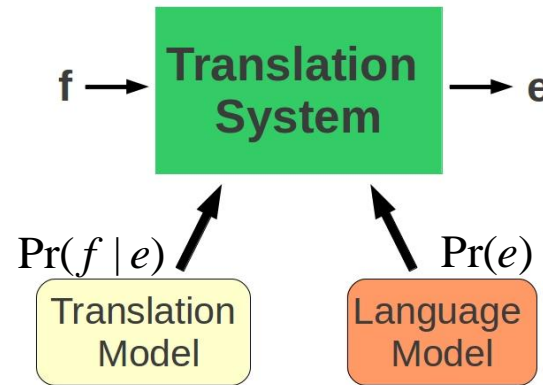 Translation
System
f
e
Pr(f | e)
Pr(e)
Translation
Model
Language
Model